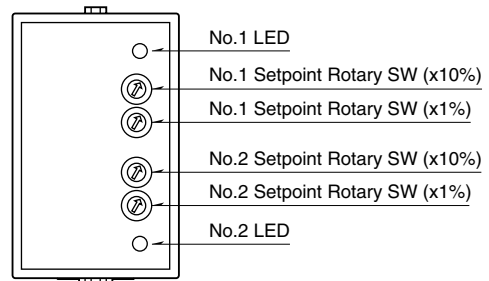 No.1 LED
No.1 Setpoint Rotary SW (x10%)
No.1 Setpoint Rotary SW (x1%)
No.2 Setpoint Rotary SW (x10%)
No.2 Setpoint Rotary SW (x1%)
No.2 LED